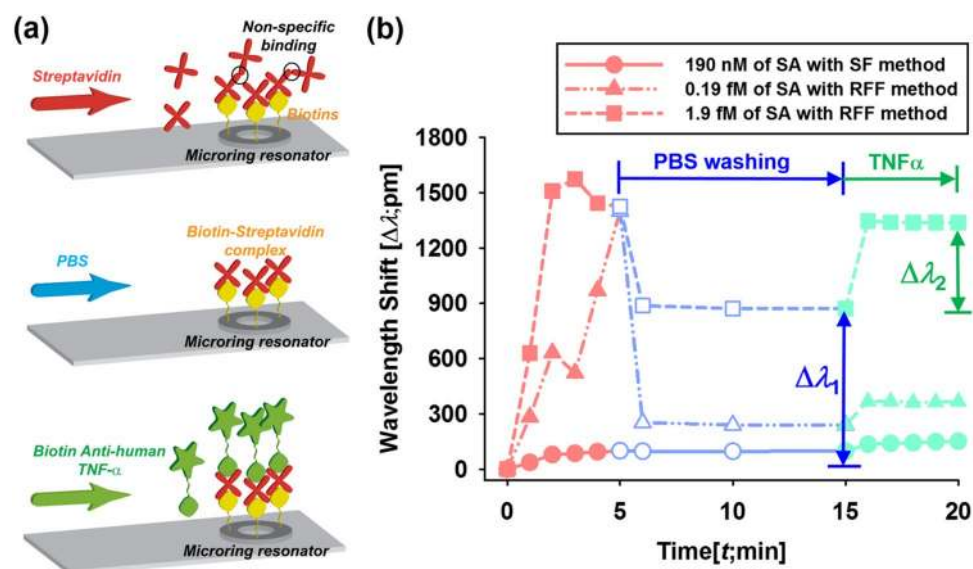 (a)
Non-specific
binding
Streptavidin
Biotins
Microring resonator
PBS
Biotin-Streptavidin
complex
Microring resonator
Biotin Anti-human
TNF-α
Microring resonator
(b)
190 nM of SA with SF method
0.19 fM of SA with RFF method
1.9 fM of SA with RFF method
Wavelength Shift [Δλ;pm]
1800
1500
1200
900
600
300
0
PBS washing
TNFα
Δλ2
Δλ1
0 5 10 15 20
Time[t;min]